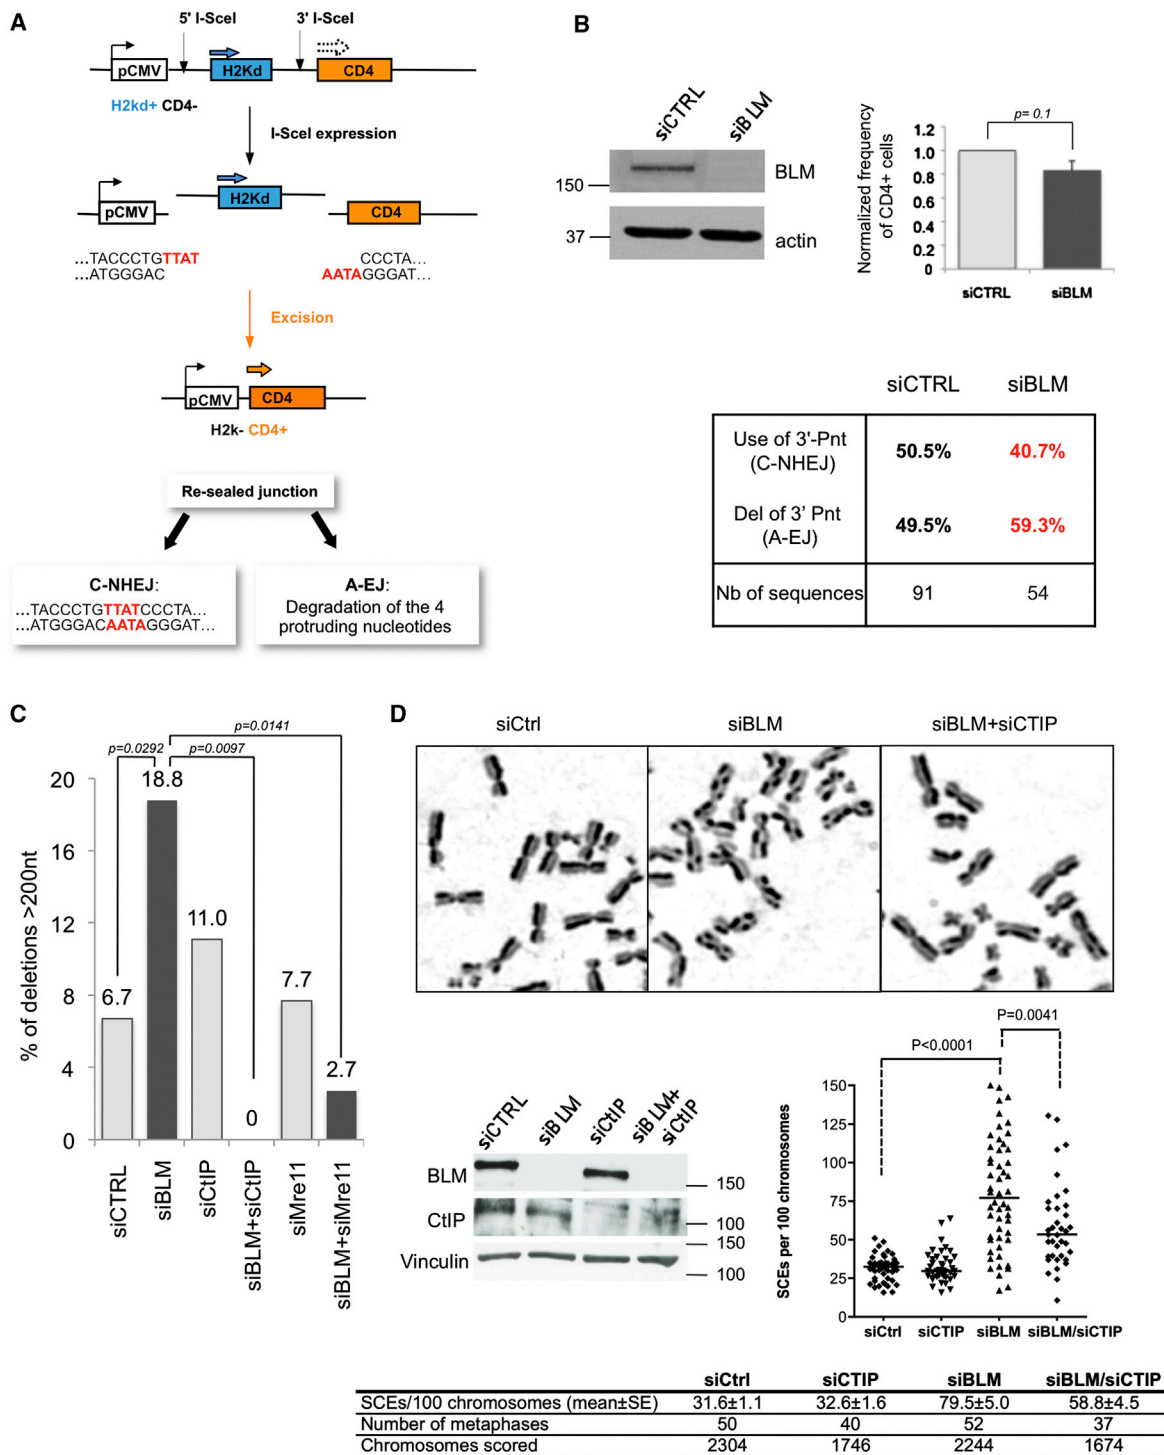 A
5' I-SceI
3' I-SceI
pCMV
H2Kd
CD4
H2kd+ CD4-
I-SceI expression
pCMV
H2Kd
CD4
...TACCCTGTTAT
...ATGGGAC
CCCTA...
AATAGGGAT...
Excision
pCMV
CD4
H2k- CD4+
Re-sealed junction
C-NHEJ:
...TACCCTGTTATCCCTA...
...ATGGGACAATAGGGAT...
A-EJ:
Degradation of the 4
protruding nucleotides
B
siCTRL
siBLM
150
BLM
37
actin
Normalized frequency
of CD4+ cells
p= 0.1
1.2
1.0
0.8
0.6
0.4
0.2
0
siCTRL
siBLM
siCTRL siBLM
Use of 3'-Pnt
(C-NHEJ)
50.5% 40.7%
Del of 3' Pnt
(A-EJ)
49.5% 59.3%
Nb of sequences 91 54
C
% of deletions >200nt
p=0.0141
p=0.0292
p=0.0097
20
16
12
8
4
0
6.7
18.8
11.0
0
7.7
2.7
siCTRL
siBLM
siCtIP
siBLM+siCtIP
siMre11
siBLM+siMre11
D
siCtrl
siBLM
siBLM+siCTIP
siCTRL
siBLM
siCtIP
siBLM+
siCtIP
BLM
150
CtIP
100
150
Vinculin
100
P=0.0041
P<0.0001
SCEs per 100 chromosomes
150
125
100
75
50
25
0
siCtrl
siCTIP
siBLM
siBLM/siCTIP
siCtrl siCTIP siBLM siBLM/siCTIP
SCEs/100 chromosomes (mean±SE) 31.6±1.1 32.6±1.6 79.5±5.0 58.8±4.5
Number of metaphases 50 40 52 37
Chromosomes scored 2304 1746 2244 1674